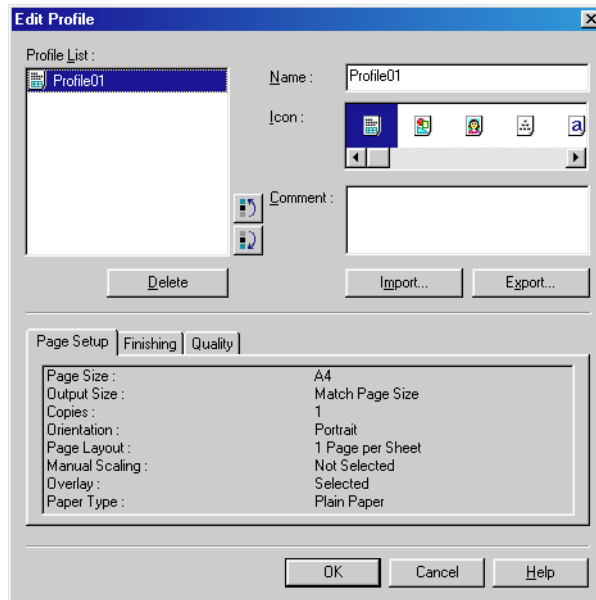 Edit Profile
Profile List :
Profile01
Name :
Profile01
Icon :
a
Comment :
Delete
Import...
Export...
Page Setup
Finishing
Quality
Page Size : A4
Output Size : Match Page Size
Copies : 1
Orientation : Portrait
Page Layout : 1 Page per Sheet
Manual Scaling : Not Selected
Overlay : Selected
Paper Type : Plain Paper
OK
Cancel
Help